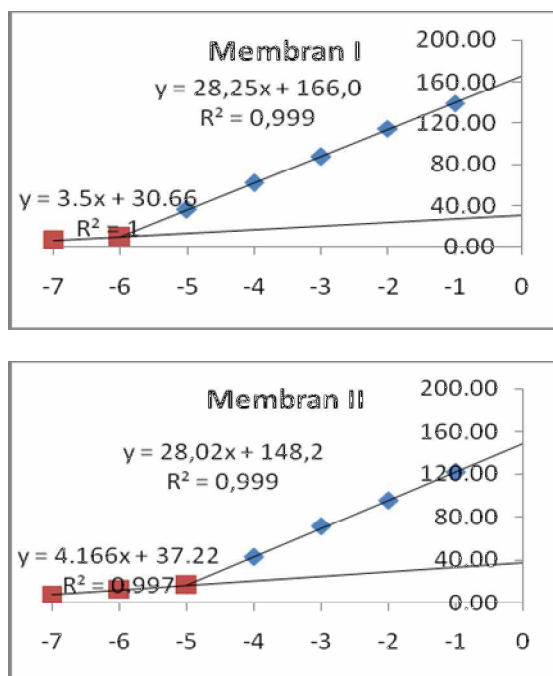 Membran I
y = 28,25x + 166,0
R² = 0,999
y = 3.5x + 30.66
R² = 1
200.00
160.00
120.00
80.00
40.00
0.00
-7 -6 -5 -4 -3 -2 -1 0
Membran II
y = 28,02x + 148,2
R² = 0,999
y = 4.166x + 37.22
R² = 0.997
200.00
160.00
120.00
80.00
40.00
0.00
-7 -6 -5 -4 -3 -2 -1 0